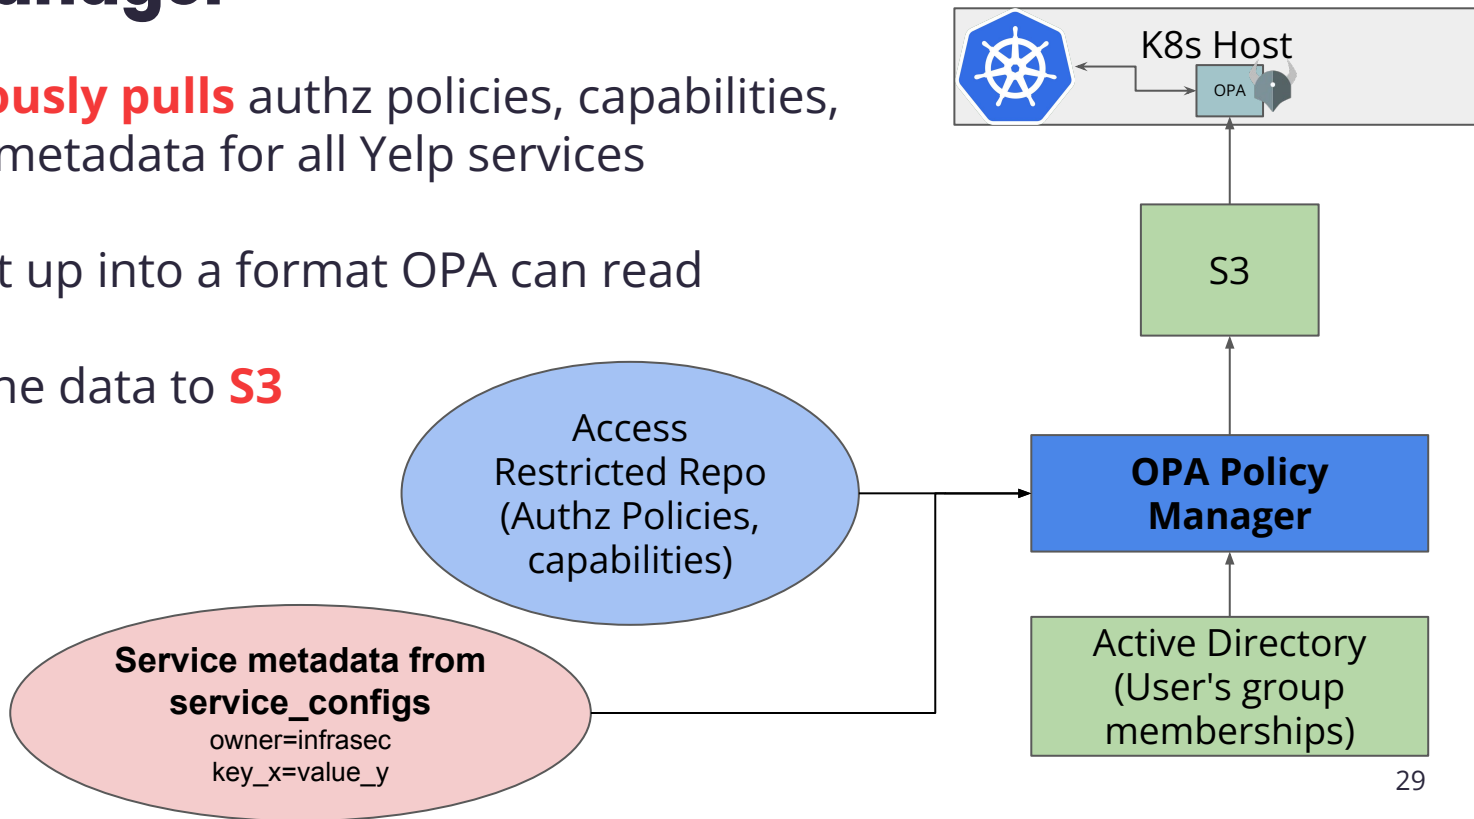 anager
ously pulls authz policies, capabilities,
metadata for all Yelp services
t up into a format OPA can read
ne data to S3
K8s Host
OPA
S3
Access
Restricted Repo
(Authz Policies,
capabilities)
OPA Policy
Manager
Service metadata from
service_configs
owner=infrasec
key_x=value_y
Active Directory
(User's group
memberships)
29